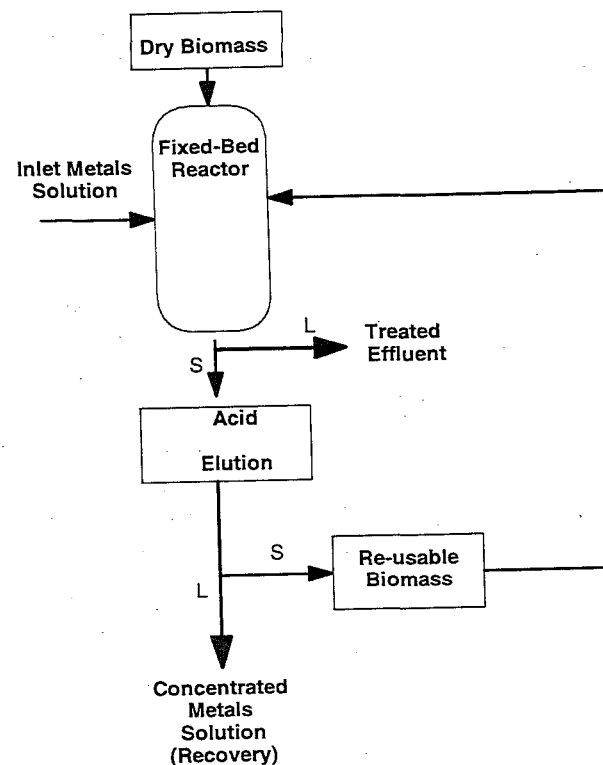 Dry Biomass
Fixed-Bed
Reactor
Inlet Metals
Solution
L
Treated
Effluent
S
Acid
Elution
S
Re-usable
Biomass
L
Concentrated
Metals
Solution
(Recovery)